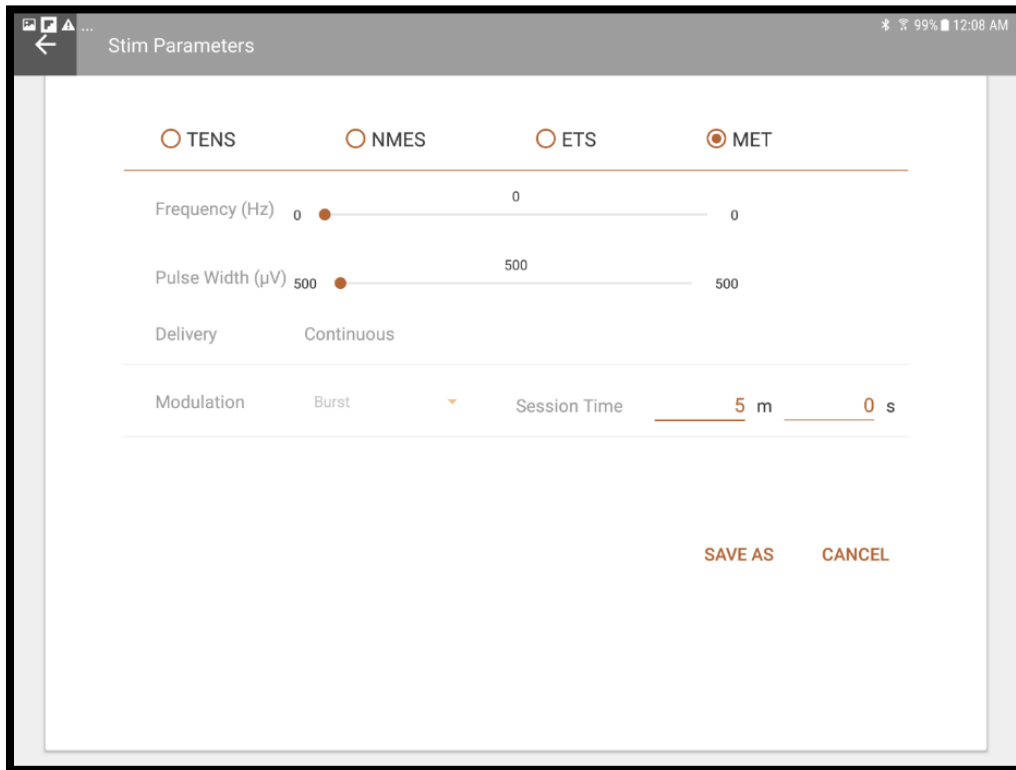 ... 99% 12:08 AM
Stim Parameters
TENS NMES ETS MET
0
Frequency (Hz) 0 0
500
Pulse Width (µV) 500 500
Delivery Continuous
Modulation Burst Session Time 5 m 0 s
SAVE AS CANCEL